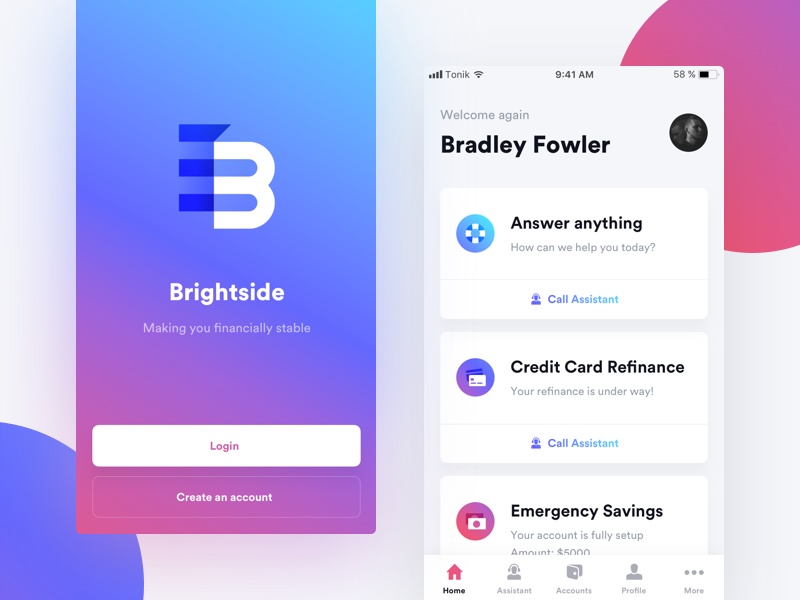 B
Brightside
Making you financially stable
Login
Create an account
Tonik
9:41 AM
58 %
Welcome again
Bradley Fowler
Answer anything
How can we help you today?
Call Assistant
Credit Card Refinance
Your refinance is under way!
Call Assistant
Emergency Savings
Your account is fully setup
Amount: $5000
Home
Assistant
Accounts
Profile
More